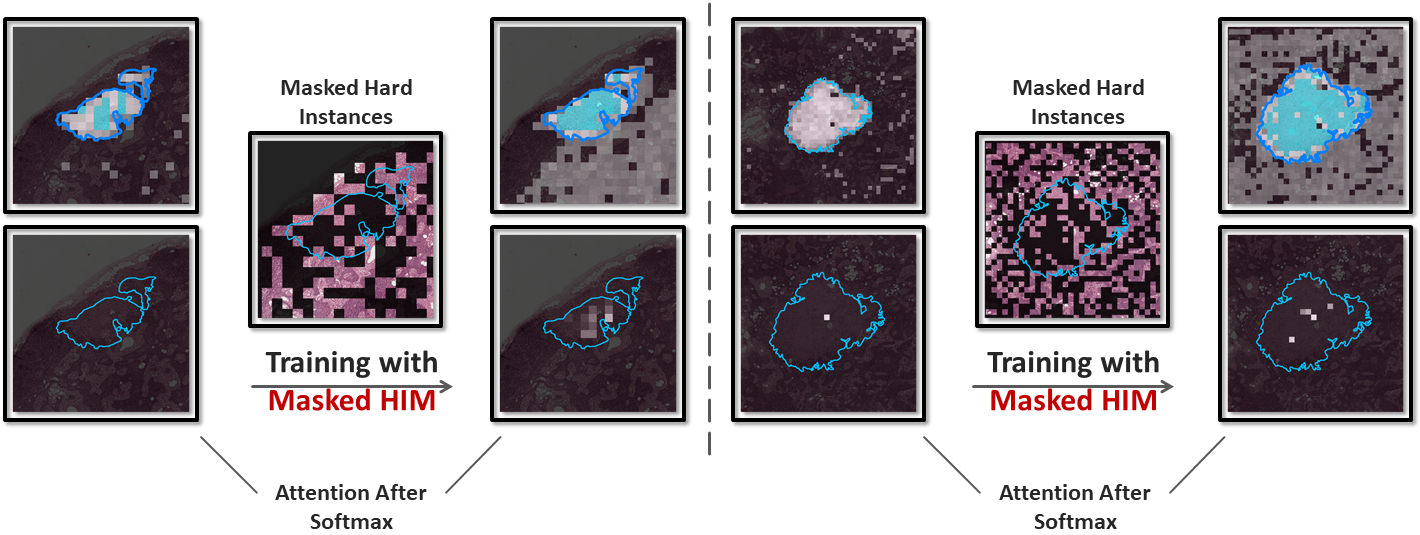 Masked Hard
Instances
Training with
Masked HIM
Attention After
Softmax
Masked Hard
Instances
Training with
Masked HIM
Attention After
Softmax